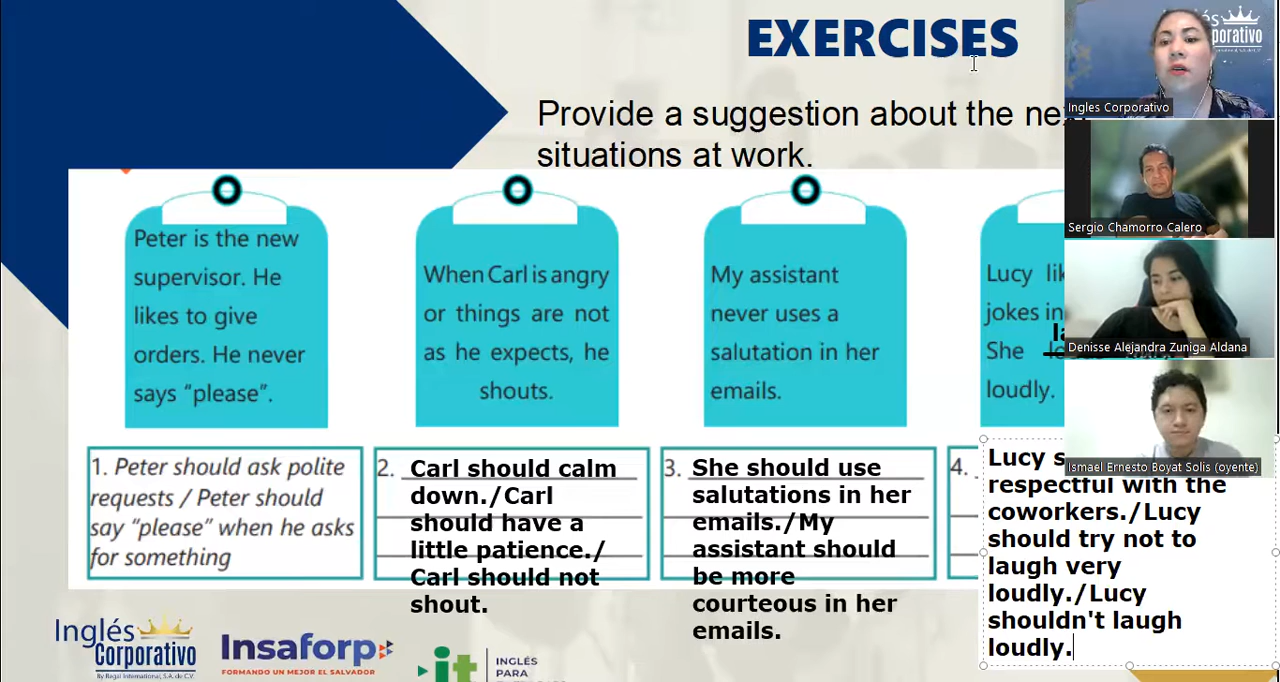 EXERCISES
Provide a suggestion about the ne
situations at work.
Peter is the new
supervisor. He
likes to give
orders. He never
says “please”.
When Carl is angry
or things are not
as he expects, he
shouts.
My assistant
never uses a
salutation in her
emails.
Lucy lik
jokes in
She
loudly.
1. Peter should ask polite
requests / Peter should
say “please” when he asks
for something
2. Carl should calm
down./Carl
should have a
little patience./
Carl should not
shout.
3. She should use
salutations in her
emails./My
assistant should
be more
courteous in her
emails.
4.
Lucy s
respectful with the
coworkers./Lucy
should try not to
laugh very
loudly./Lucy
shouldn't laugh
loudly.
Ingles Corporativo
Sergio Chamorro Calero
Denisse Alejandra Zuniga Aldana
Ismael Ernesto Boyat Solis (oyente)
Inglés
Corporativo
By Regal International, S.A. de C.V.
Insaforp
FORMANDO UN MEJOR EL SALVADOR
it
INGLÉS
PARA